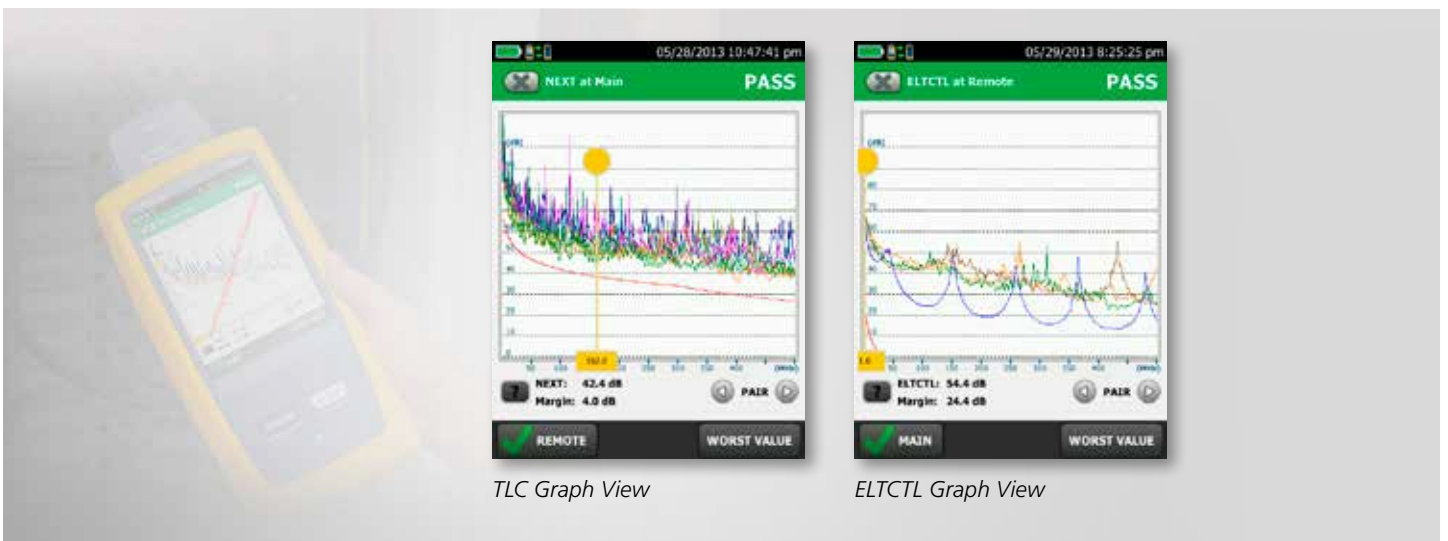 05/28/2013 10:47:41 pm
NEXT at Main PASS
NEXT: 42.4 dB
Margin: 4.0 dB
PAIR
REMOTE WORST VALUE
TLC Graph View
05/29/2013 8:25:25 pm
ELTCTL at Remote PASS
ELTCTL: 54.4 dB
Margin: 24.4 dB
PAIR
MAIN WORST VALUE
ELTCTL Graph View